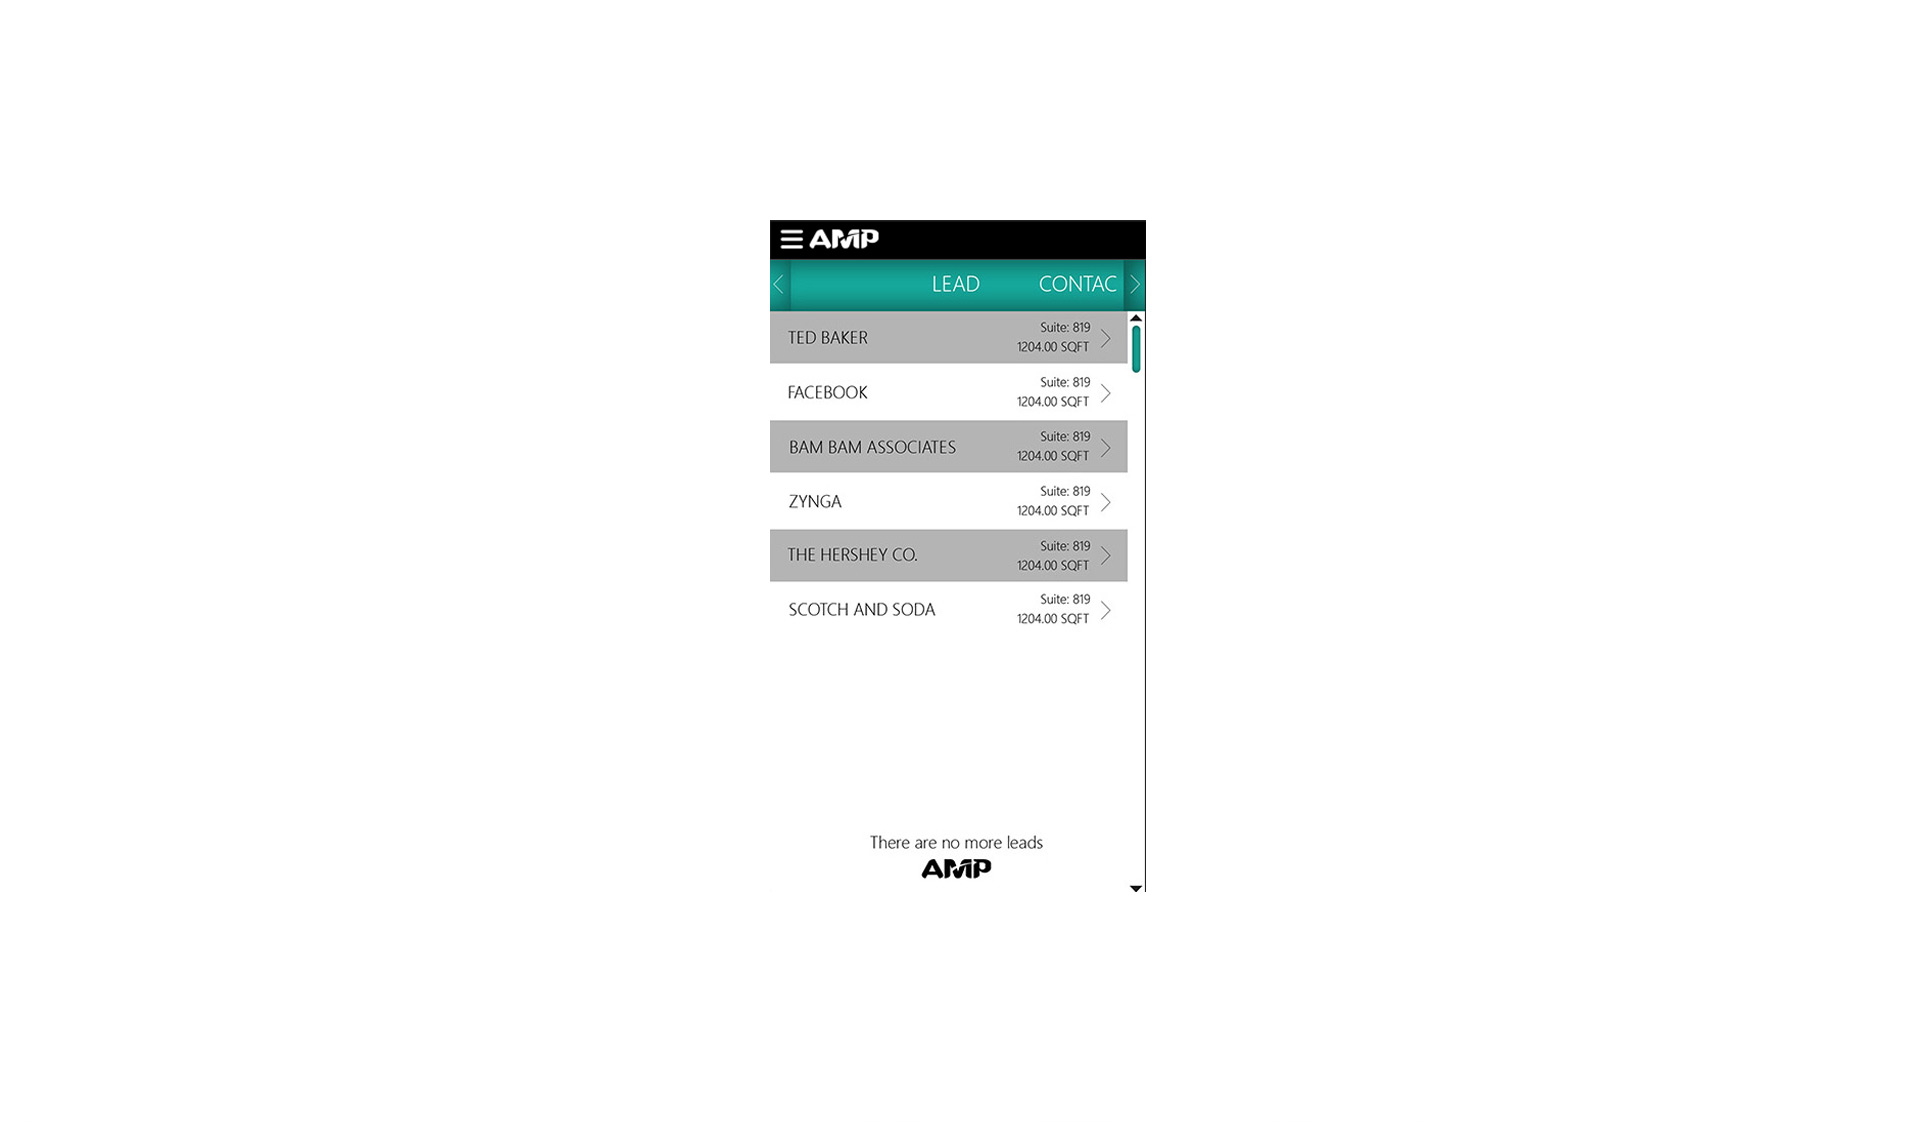 AMP
LEAD CONTAC
TED BAKER
Suite: 819
1204.00 SQFT
FACEBOOK
Suite: 819
1204.00 SQFT
BAM BAM ASSOCIATES
Suite: 819
1204.00 SQFT
ZYNGA
Suite: 819
1204.00 SQFT
THE HERSHEY CO.
Suite: 819
1204.00 SQFT
SCOTCH AND SODA
Suite: 819
1204.00 SQFT
There are no more leads
AMP